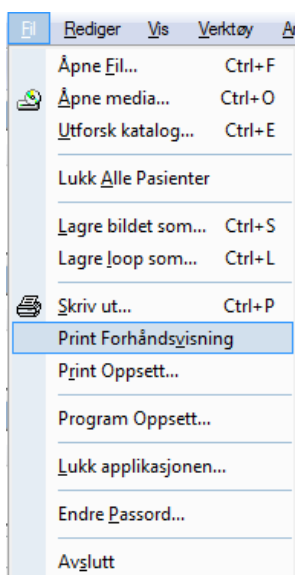 Fil Rediger Vis Verktøy
Åpne Fil... Ctrl+F
Åpne media... Ctrl+O
Utforsk katalog... Ctrl+E
Lukk Alle Pasienter
Lagre bildet som... Ctrl+S
Lagre loop som... Ctrl+L
Skriv ut... Ctrl+P
Print Forhåndsvisning
Print Oppsett...
Program Oppsett...
Lukk applikasjonen...
Endre Passord...
Avslutt